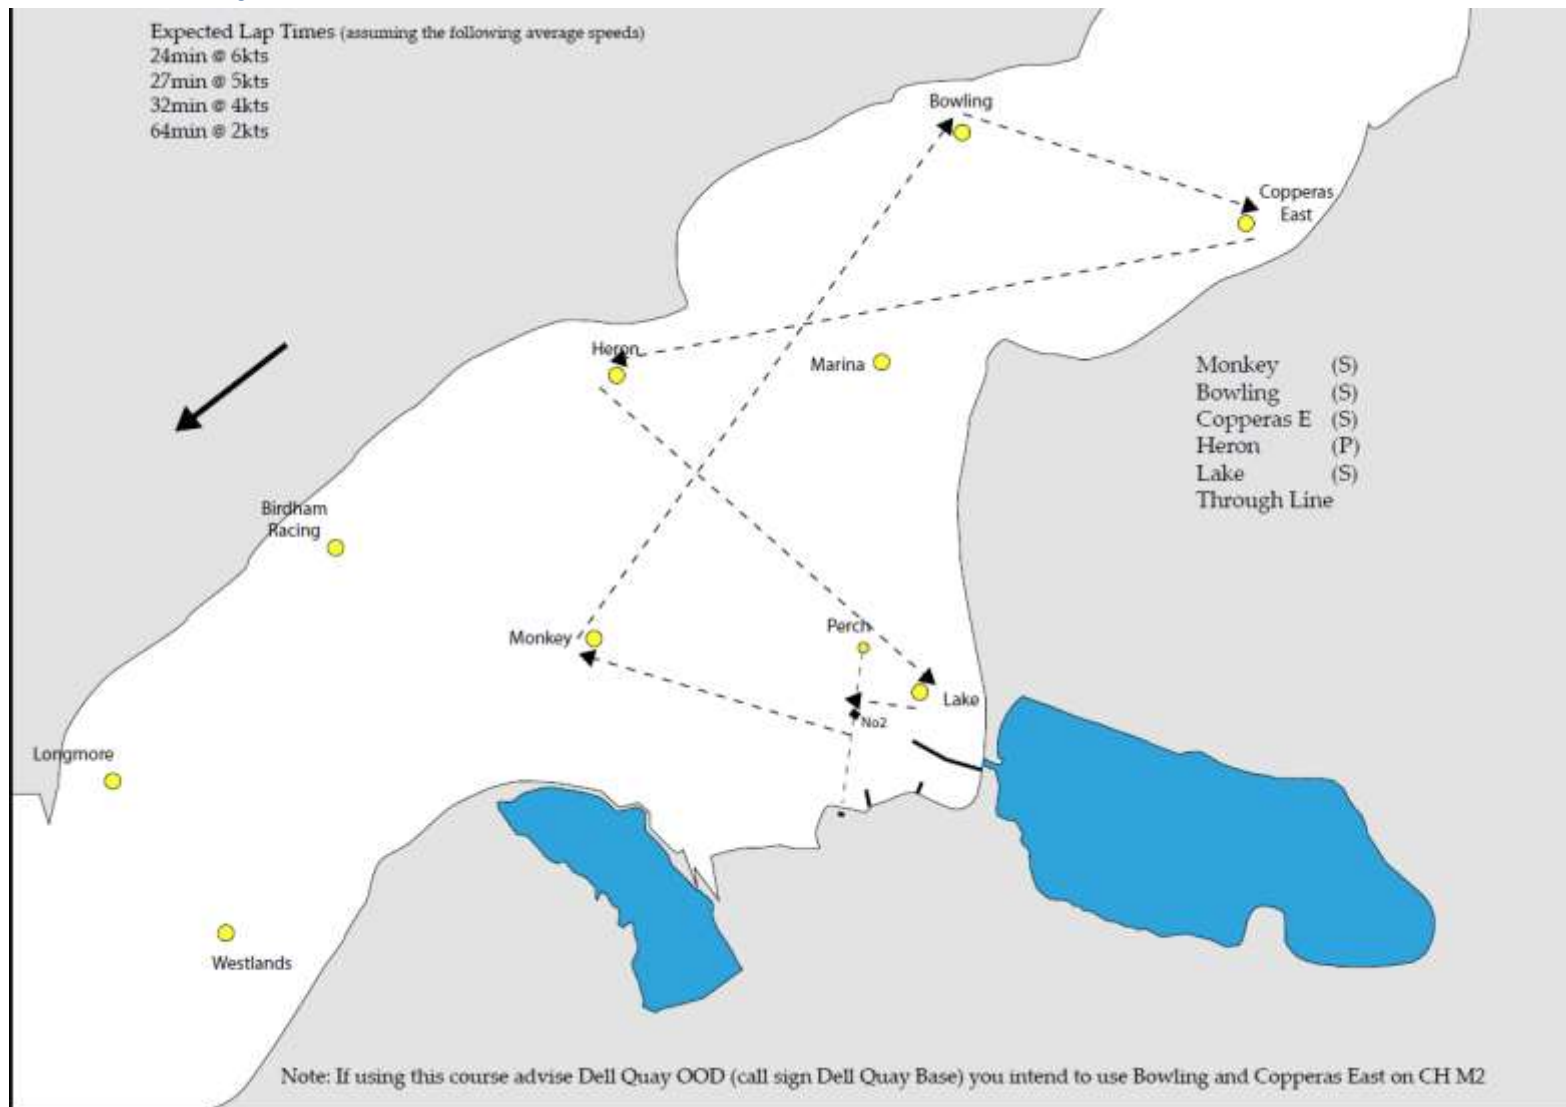 Expected Lap Times (assuming the following average speeds)
24min @ 6kts
27min @ 5kts
32min @ 4kts
64min @ 2kts
Bowling
Copperas
East
Heron
Marina
Monkey (S)
Bowling (S)
Copperas E (S)
Heron (P)
Lake (S)
Through Line
Birdham
Racing
Monkey
Perch
Lake
No2
Longmore
Westlands
Note: If using this course advise Dell Quay OOD (call sign Dell Quay Base) you intend to use Bowling and Copperas East on CH M2